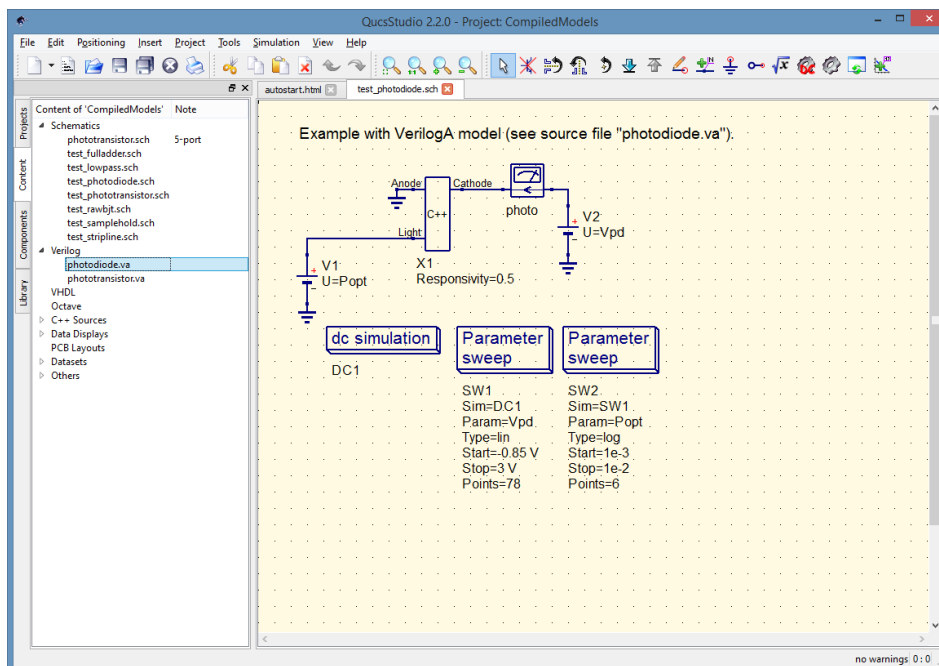 QucsStudio 2.2.0 - Project: CompiledModels
File Edit Positioning Insert Project Tools Simulation View Help
autostart.html test_photodiode.sch
Projects
Content
Components
Library
Content of 'CompiledModels' Note
Schematics
phototransistor.sch 5-port
test_fulladder.sch
test_lowpass.sch
test_photodiode.sch
test_phototransistor.sch
test_rawbjt.sch
test_samplehold.sch
test_stripline.sch
Verilog
photodiode.va
phototransistor.va
VHDL
Octave
C++ Sources
Data Displays
PCB Layouts
Datasets
Others
Example with VerilogA model (see source file "photodiode.va").
Anode
Cathode
C++
Light
photo
V2
U=Vpd
V1
U=Popt
X1
Responsivity=0.5
dc simulation
DC1
Parameter
sweep
SW1
Sim=DC1
Param=Vpd
Type=lin
Start=-0.85 V
Stop=3 V
Points=78
Parameter
sweep
SW2
Sim=SW1
Param=Popt
Type=log
Start=1e-3
Stop=1e-2
Points=6
no warnings 0 : 0